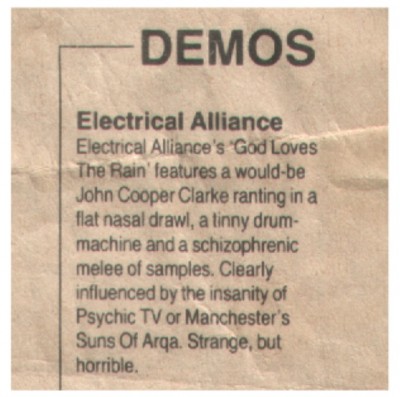 DEMOS
Electrical Alliance
Electrical Alliance's 'God Loves
The Rain' features a would-be
John Cooper Clarke ranting in a
flat nasal drawl, a tinny drum-
machine and a schizophrenic
melee of samples. Clearly
influenced by the insanity of
Psychic TV or Manchester's
Suns Of Arqa. Strange, but
horrible.